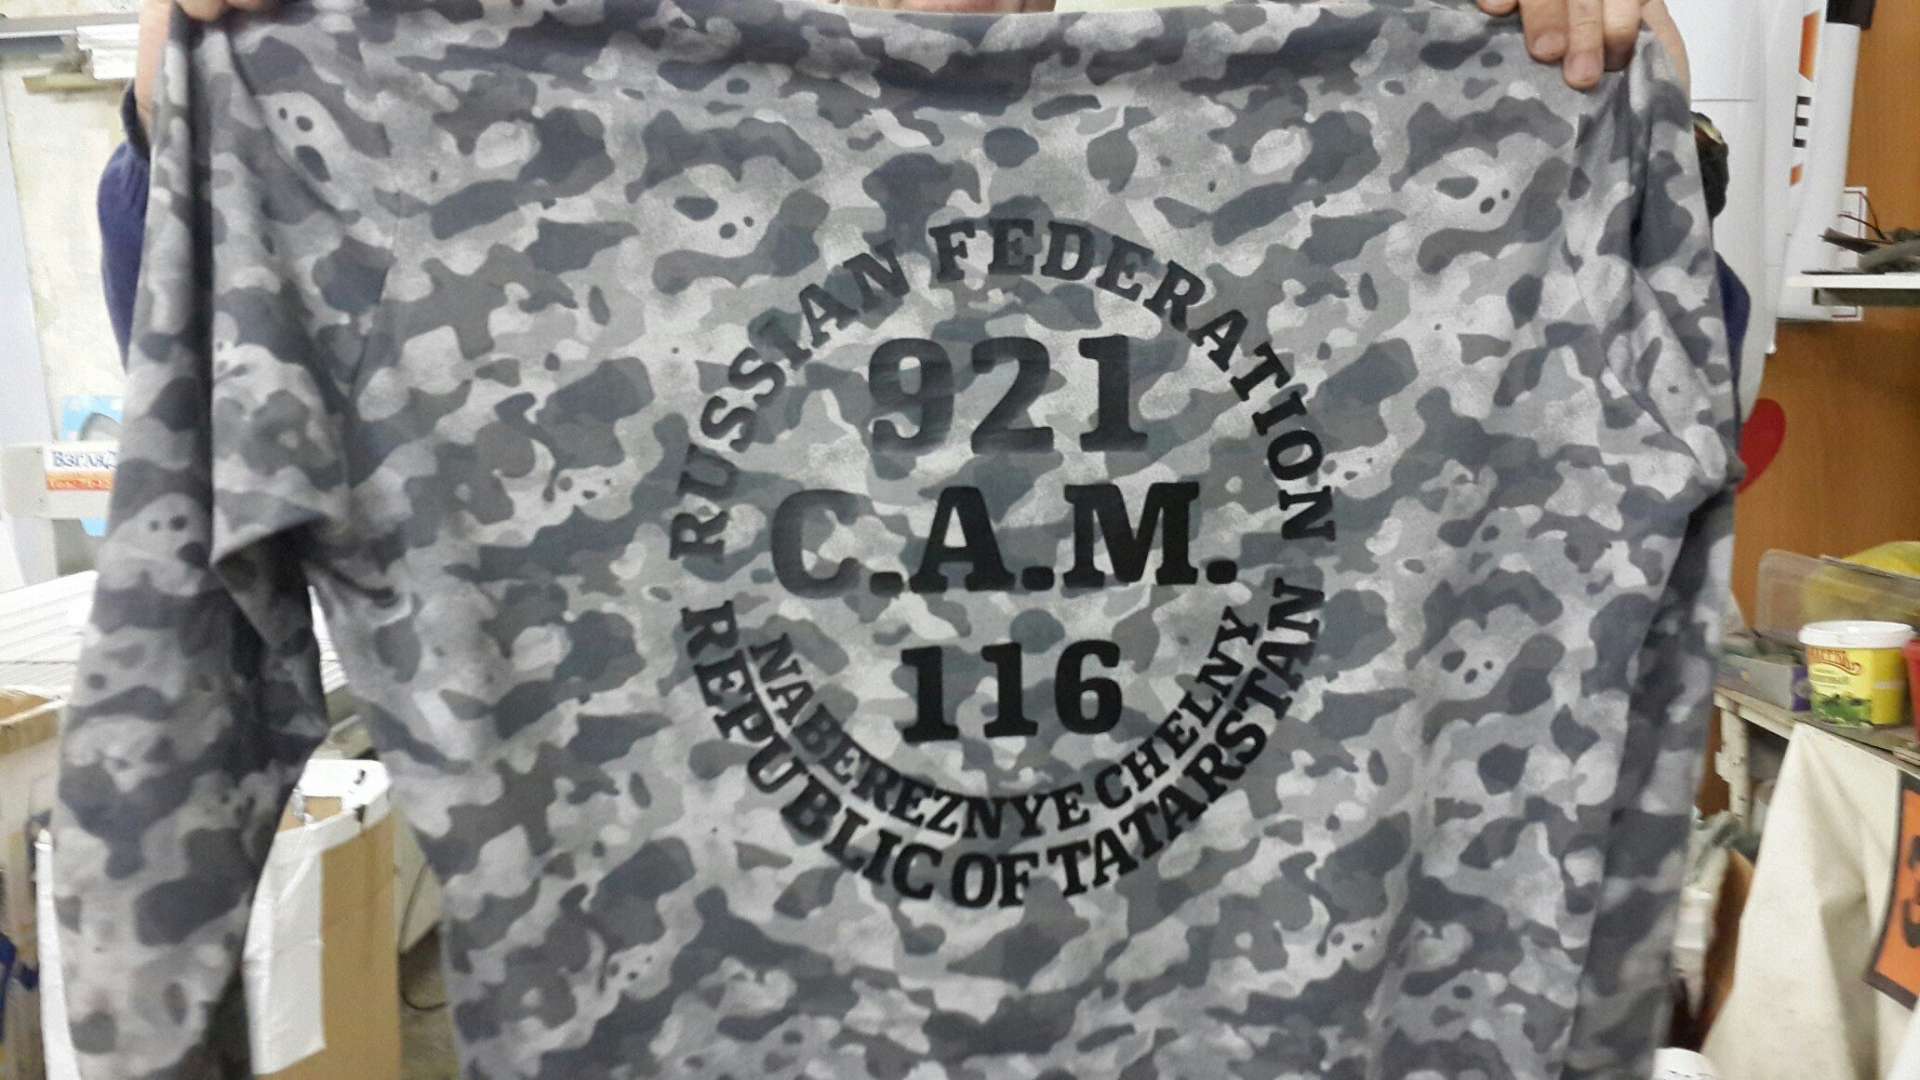 RUSSIAN FEDERATION
921
C.A.M.
116
NABEREZNYE CHELNY
REPUBLIC OF TATARSTAN